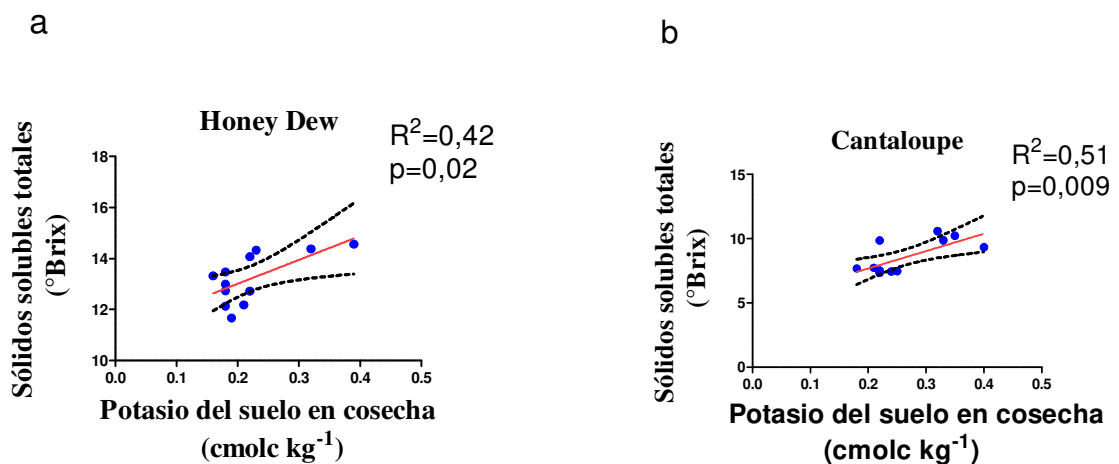 a
Honey Dew
R²=0,42
p=0,02
Sólidos solubles totales
(°Brix)
18
16
14
12
10
0.0 0.1 0.2 0.3 0.4 0.5
Potasio del suelo en cosecha
(cmolc kg⁻¹)
b
Cantaloupe
R²=0,51
p=0,009
Sólidos solubles totales
(°Brix)
15
10
5
0
0.0 0.1 0.2 0.3 0.4 0.5
Potasio del suelo en cosecha
(cmolc kg⁻¹)